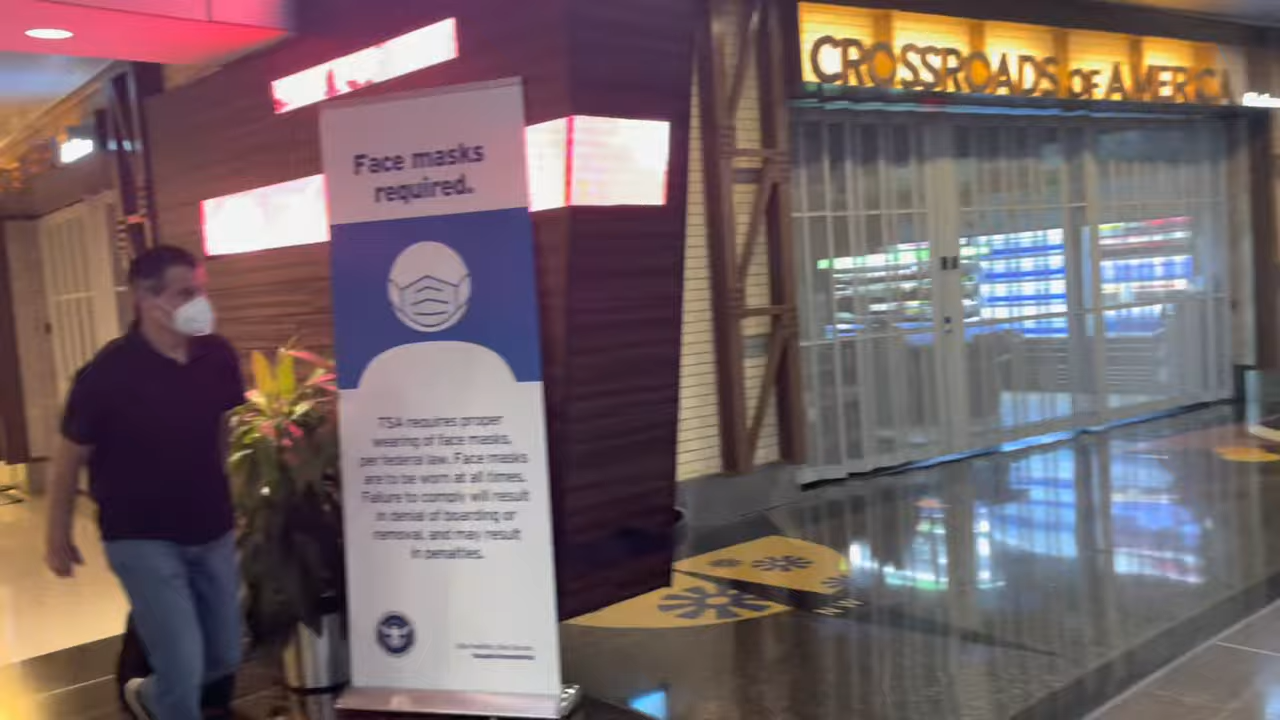 CROSSROADS OF AMERICA
Face masks
required.
TSA requires proper
wearing of face masks,
per federal law. Face masks
are to be worn at all times.
Failure to comply will result
in denial of boarding or
removal, and may result
in penalties.
NW